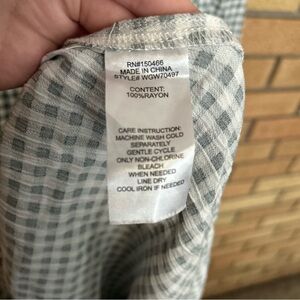 RN#150466
MADE IN CHINA
STYLE# WGW70497
CONTENT:
100%RAYON
CARE INSTRUCTION:
MACHINE WASH COLD
SEPARATELY
GENTLE CYCLE
ONLY NON-CHLORINE
BLEACH
WHEN NEEDED
LINE DRY
COOL IRON IF NEEDED